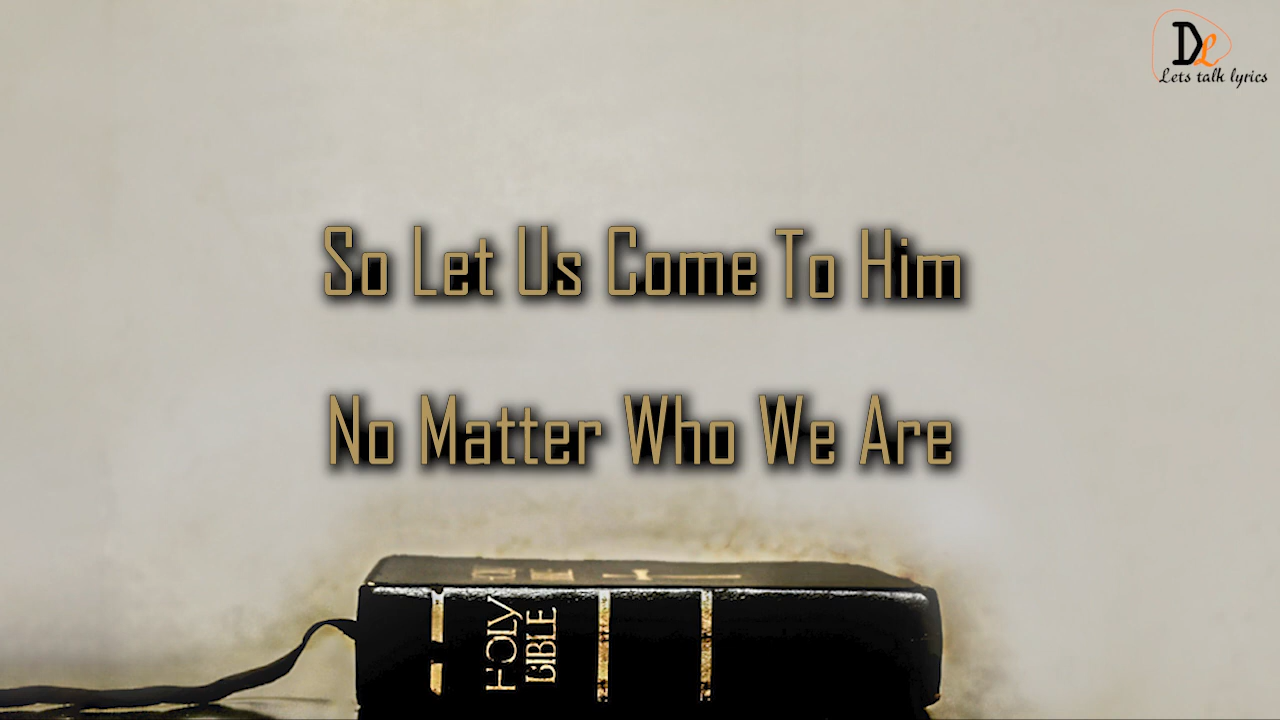 DL
Lets talk lyrics
So Let Us Come To Him
No Matter Who We Are
HOLY
BIBLE